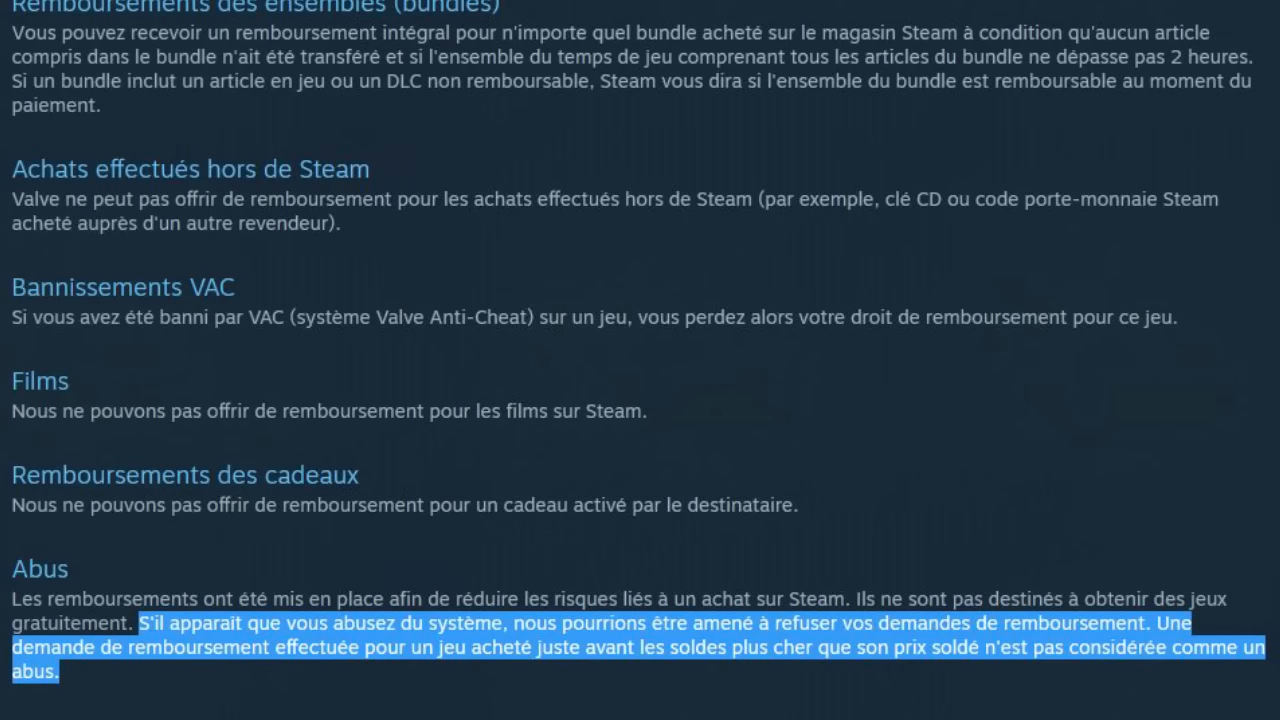 Remboursements des ensembles (bundles)
Vous pouvez recevoir un remboursement intégral pour n'importe quel bundle acheté sur le magasin Steam à condition qu'aucun article
compris dans le bundle n'ait été transféré et si l'ensemble du temps de jeu comprenant tous les articles du bundle ne dépasse pas 2 heures.
Si un bundle inclut un article en jeu ou un DLC non remboursable, Steam vous dira si l'ensemble du bundle est remboursable au moment du
paiement.
Achats effectués hors de Steam
Valve ne peut pas offrir de remboursement pour les achats effectués hors de Steam (par exemple, clé CD ou code porte-monnaie Steam
acheté auprès d'un autre revendeur).
Bannissements VAC
Si vous avez été banni par VAC (système Valve Anti-Cheat) sur un jeu, vous perdez alors votre droit de remboursement pour ce jeu.
Films
Nous ne pouvons pas offrir de remboursement pour les films sur Steam.
Remboursements des cadeaux
Nous ne pouvons pas offrir de remboursement pour un cadeau activé par le destinataire.
Abus
Les remboursements ont été mis en place afin de réduire les risques liés à un achat sur Steam. Ils ne sont pas destinés à obtenir des jeux
gratuitement. S'il apparait que vous abusez du système, nous pourrions être amené à refuser vos demandes de remboursement. Une
demande de remboursement effectuée pour un jeu acheté juste avant les soldes plus cher que son prix soldé n'est pas considérée comme un
abus.